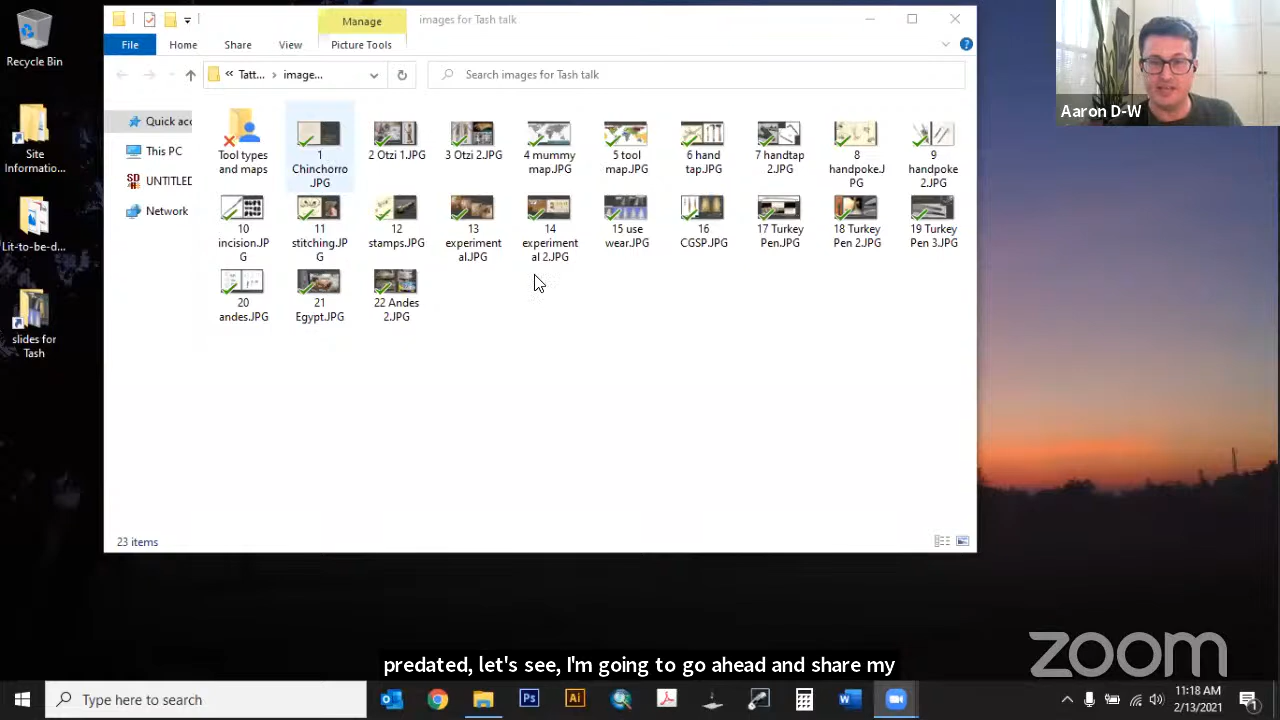 Manage
images for Tash talk
File
Home
Share
View
Picture Tools
Tatt...
image...
Search images for Tash talk
Aaron D-W
Recycle Bin
Site
Informatio...
Lit-to-be-d...
slides for
Tash
Quick acc
This PC
UNTITLED
Network
Tool types
and maps
1
Chinchorro
.JPG
2 Otzi 1.JPG
3 Otzi 2.JPG
4 mummy
map.JPG
5 tool
map.JPG
6 hand
tap.JPG
7 handtap
2.JPG
8
handpoke.J
PG
9
handpoke
2.JPG
10
incision.JP
G
11
stitching.JP
G
12
stamps.JPG
13
experiment
al.JPG
14
experiment
al 2.JPG
15 use
wear.JPG
16
CGSP.JPG
17 Turkey
Pen.JPG
18 Turkey
Pen 2.JPG
19 Turkey
Pen 3.JPG
20
andes.JPG
21
Egypt.JPG
22 Andes
2.JPG
23 items
predated, let's see, I'm going to go ahead and share my
zoom
Type here to search
Ps
Ai
11:18 AM
2/13/2021
1